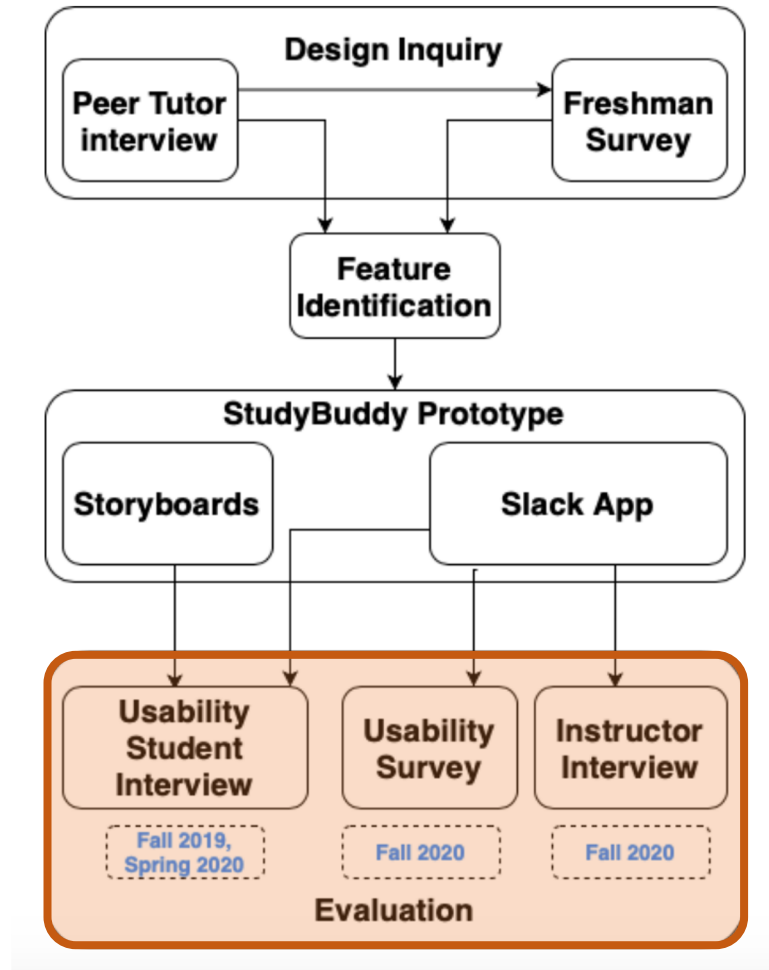 Design Inquiry
Peer Tutor
interview
Freshman
Survey
Feature
Identification
StudyBuddy Prototype
Storyboards
Slack App
Usability
Student
Interview
Usability
Survey
Instructor
Interview
Fall 2019,
Spring 2020
Fall 2020
Fall 2020
Evaluation